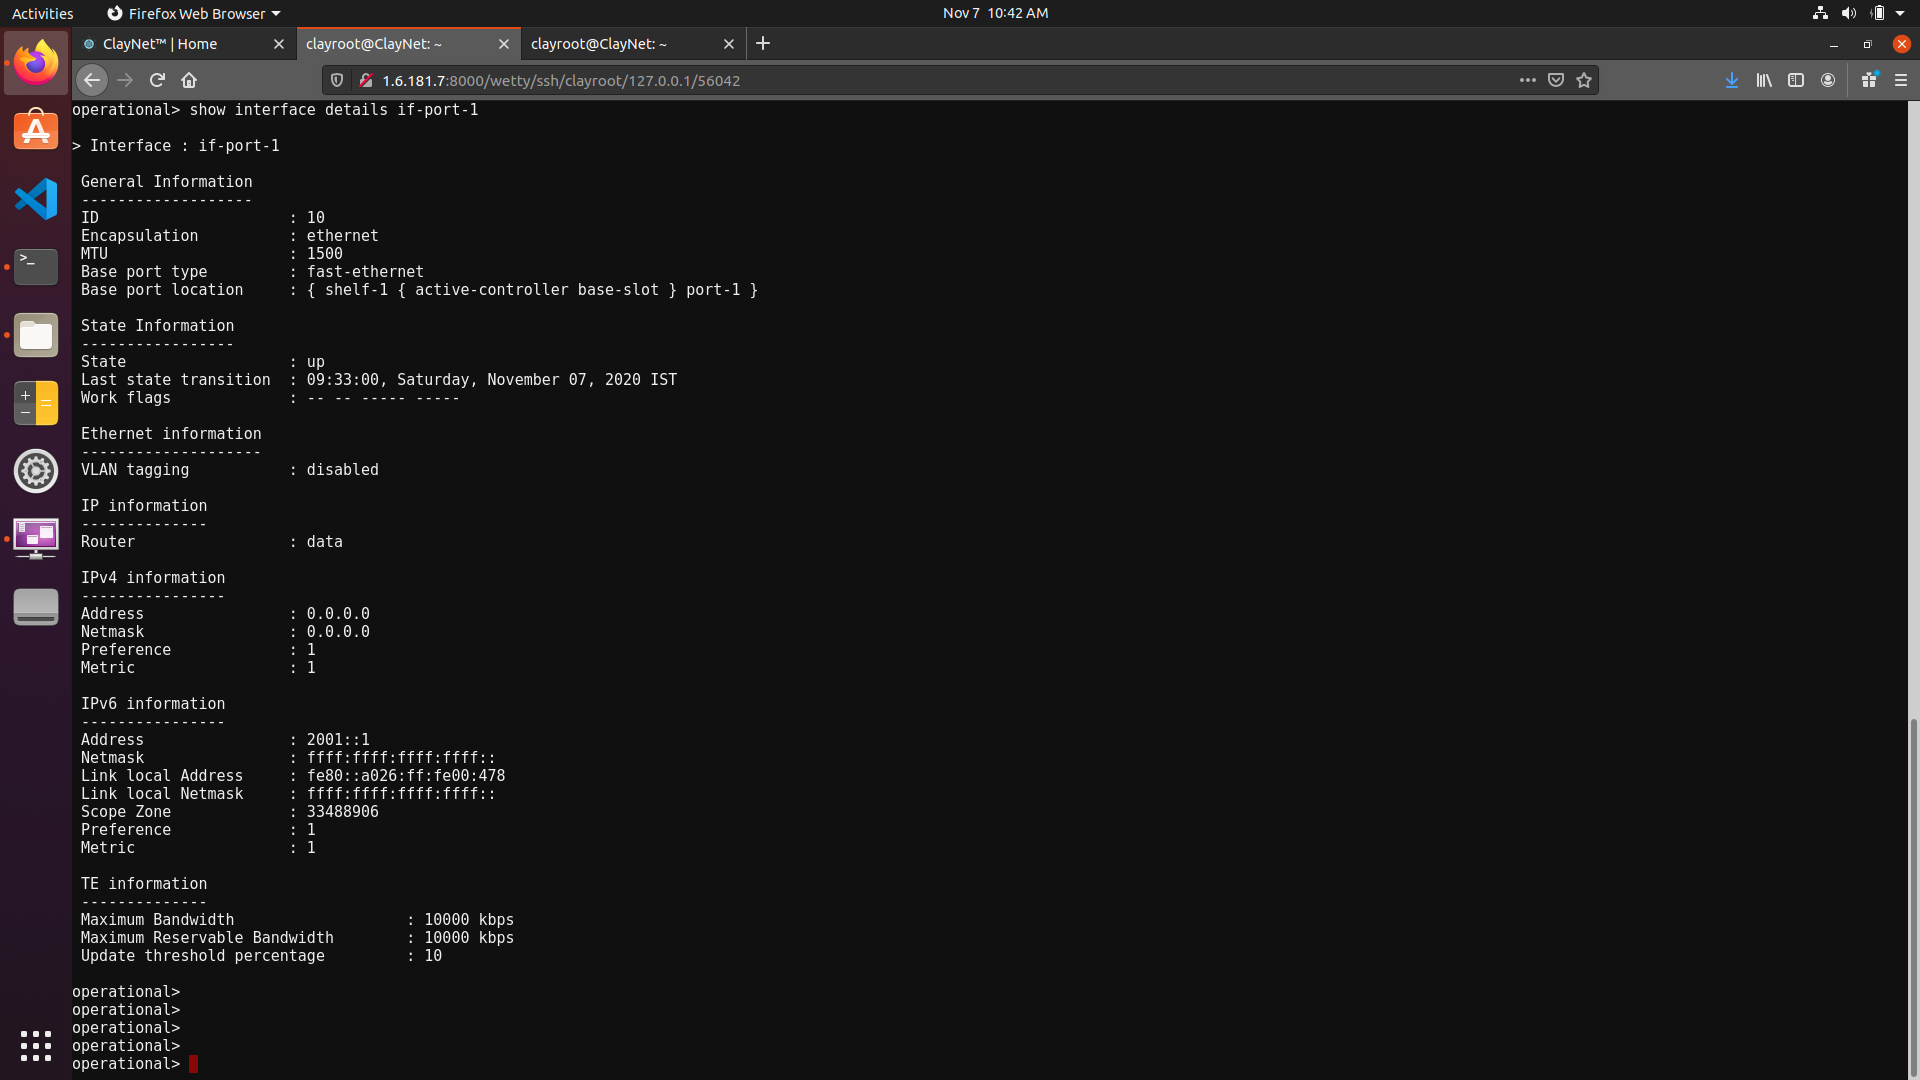 Activities Firefox Web Browser Nov 7 10:42 AM
ClayNet™ | Home clayroot@ClayNet: ~ clayroot@ClayNet: ~
1.6.181.7:8000/wetty/ssh/clayroot/127.0.0.1/56042
operational> show interface details if-port-1
> Interface : if-port-1
General Information
-------------------
ID : 10
Encapsulation : ethernet
MTU : 1500
Base port type : fast-ethernet
Base port location : { shelf-1 { active-controller base-slot } port-1 }
State Information
-----------------
State : up
Last state transition : 09:33:00, Saturday, November 07, 2020 IST
Work flags : -- -- ----- -----
Ethernet information
--------------------
VLAN tagging : disabled
IP information
--------------
Router : data
IPv4 information
----------------
Address : 0.0.0.0
Netmask : 0.0.0.0
Preference : 1
Metric : 1
IPv6 information
----------------
Address : 2001::1
Netmask : ffff:ffff:ffff:ffff::
Link local Address : fe80::a026:ff:fe00:478
Link local Netmask : ffff:ffff:ffff:ffff::
Scope Zone : 33488906
Preference : 1
Metric : 1
TE information
--------------
Maximum Bandwidth : 10000 kbps
Maximum Reservable Bandwidth : 10000 kbps
Update threshold percentage : 10
operational>
operational>
operational>
operational>
operational>